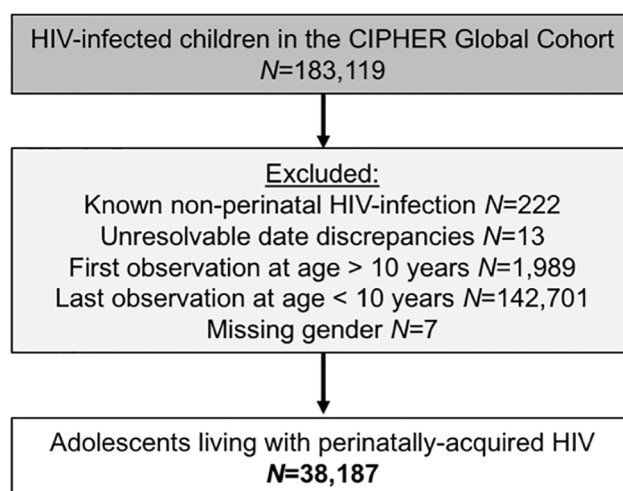 HIV-infected children in the CIPHER Global Cohort
N=183,119
Excluded:
Known non-perinatal HIV-infection N=222
Unresolvable date discrepancies N=13
First observation at age > 10 years N=1,989
Last observation at age < 10 years N=142,701
Missing gender N=7
Adolescents living with perinatally-acquired HIV
N=38,187